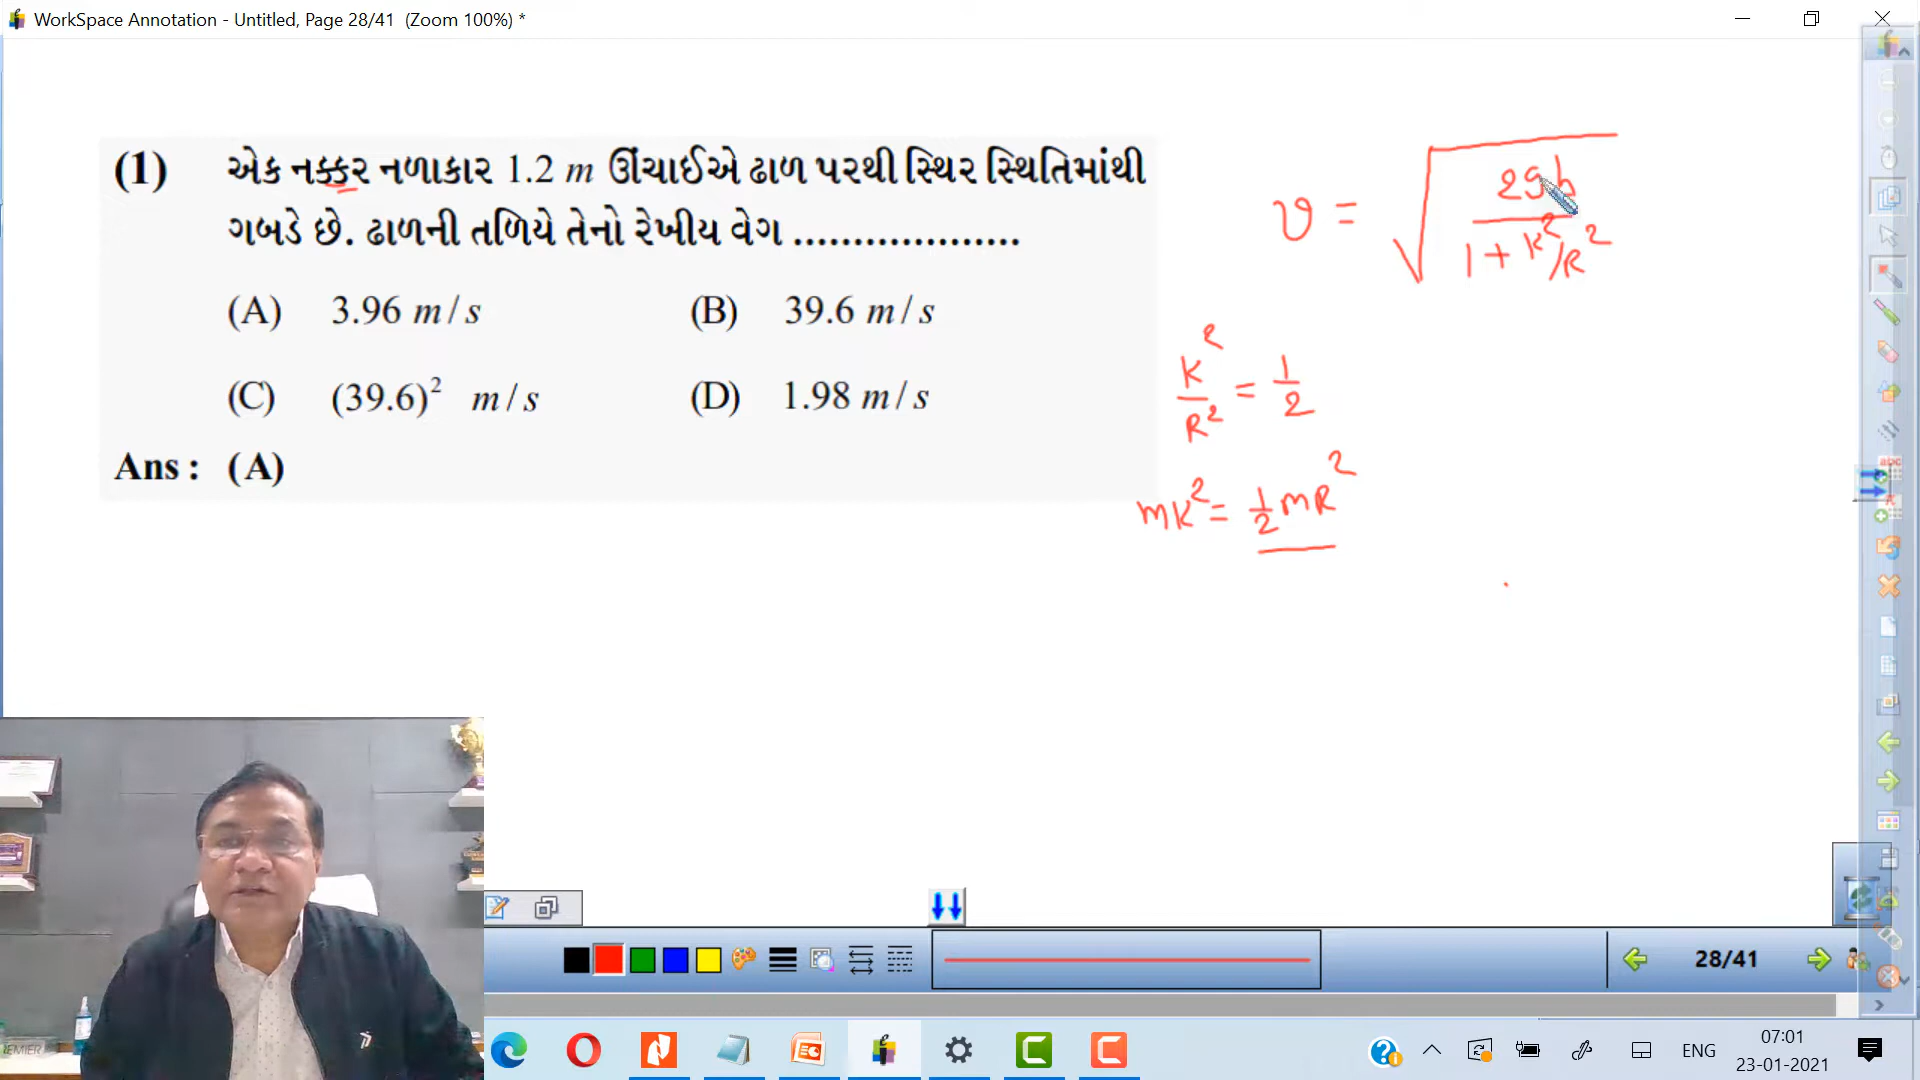 WorkSpace Annotation - Untitled, Page 28/41 (Zoom 100%) *
(1) એક નક્કર નળાકાર 1.2 m ઊંચાઈએ ઢાળ પરથી સ્થિર સ્થિતિમાંથી
ગબડે છે. ઢાળની તળિયે તેનો રેખીય વેગ ....................
(A) 3.96 m / s (B) 39.6 m / s
(C) (39.6)² m / s (D) 1.98 m / s
Ans : (A)
v = √(2gh / (1 + K²/R²))
K²/R² = 1/2
mK² = 1/2 mR²
28/41
ENG
07:01
23-01-2021